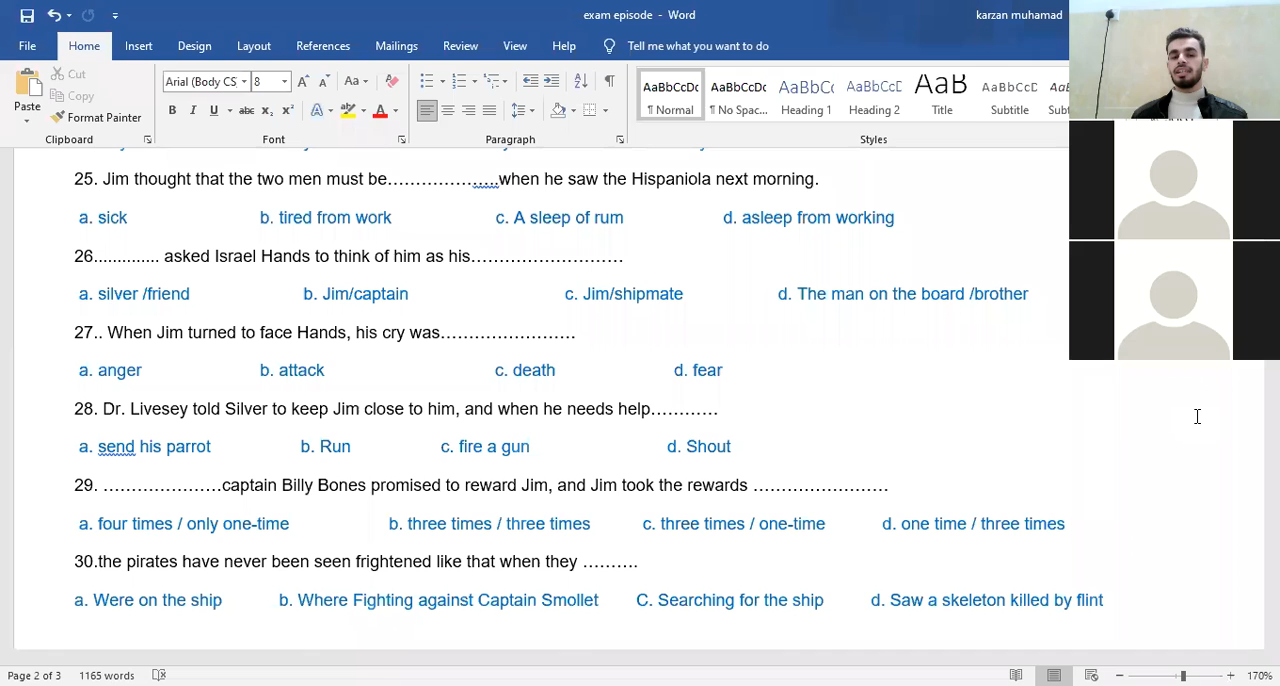 exam episode - Word
karzan muhamad
File Home Insert Design Layout References Mailings Review View Help Tell me what you want to do
Cut
Copy
Paste
Format Painter
Arial (Body CS 8
Aa
B I U abc x₂ x²
AaBbCcDc AaBbCcDc AaBbCc AaBbCcE AaB AaBbCcD
¶ Normal ¶ No Spac... Heading 1 Heading 2 Title Subtitle
Clipboard Font Paragraph Styles
25. Jim thought that the two men must be…………………..when he saw the Hispaniola next morning.
a. sick b. tired from work c. A sleep of rum d. asleep from working
26.............. asked Israel Hands to think of him as his………………………
a. silver /friend b. Jim/captain c. Jim/shipmate d. The man on the board /brother
27.. When Jim turned to face Hands, his cry was……………………
a. anger b. attack c. death d. fear
28. Dr. Livesey told Silver to keep Jim close to him, and when he needs help…………
a. send his parrot b. Run c. fire a gun d. Shout
29. …………………captain Billy Bones promised to reward Jim, and Jim took the rewards ……………………
a. four times / only one-time b. three times / three times c. three times / one-time d. one time / three times
30.the pirates have never been seen frightened like that when they ……….
a. Were on the ship b. Where Fighting against Captain Smollet C. Searching for the ship d. Saw a skeleton killed by flint
Page 2 of 3 1165 words 170%